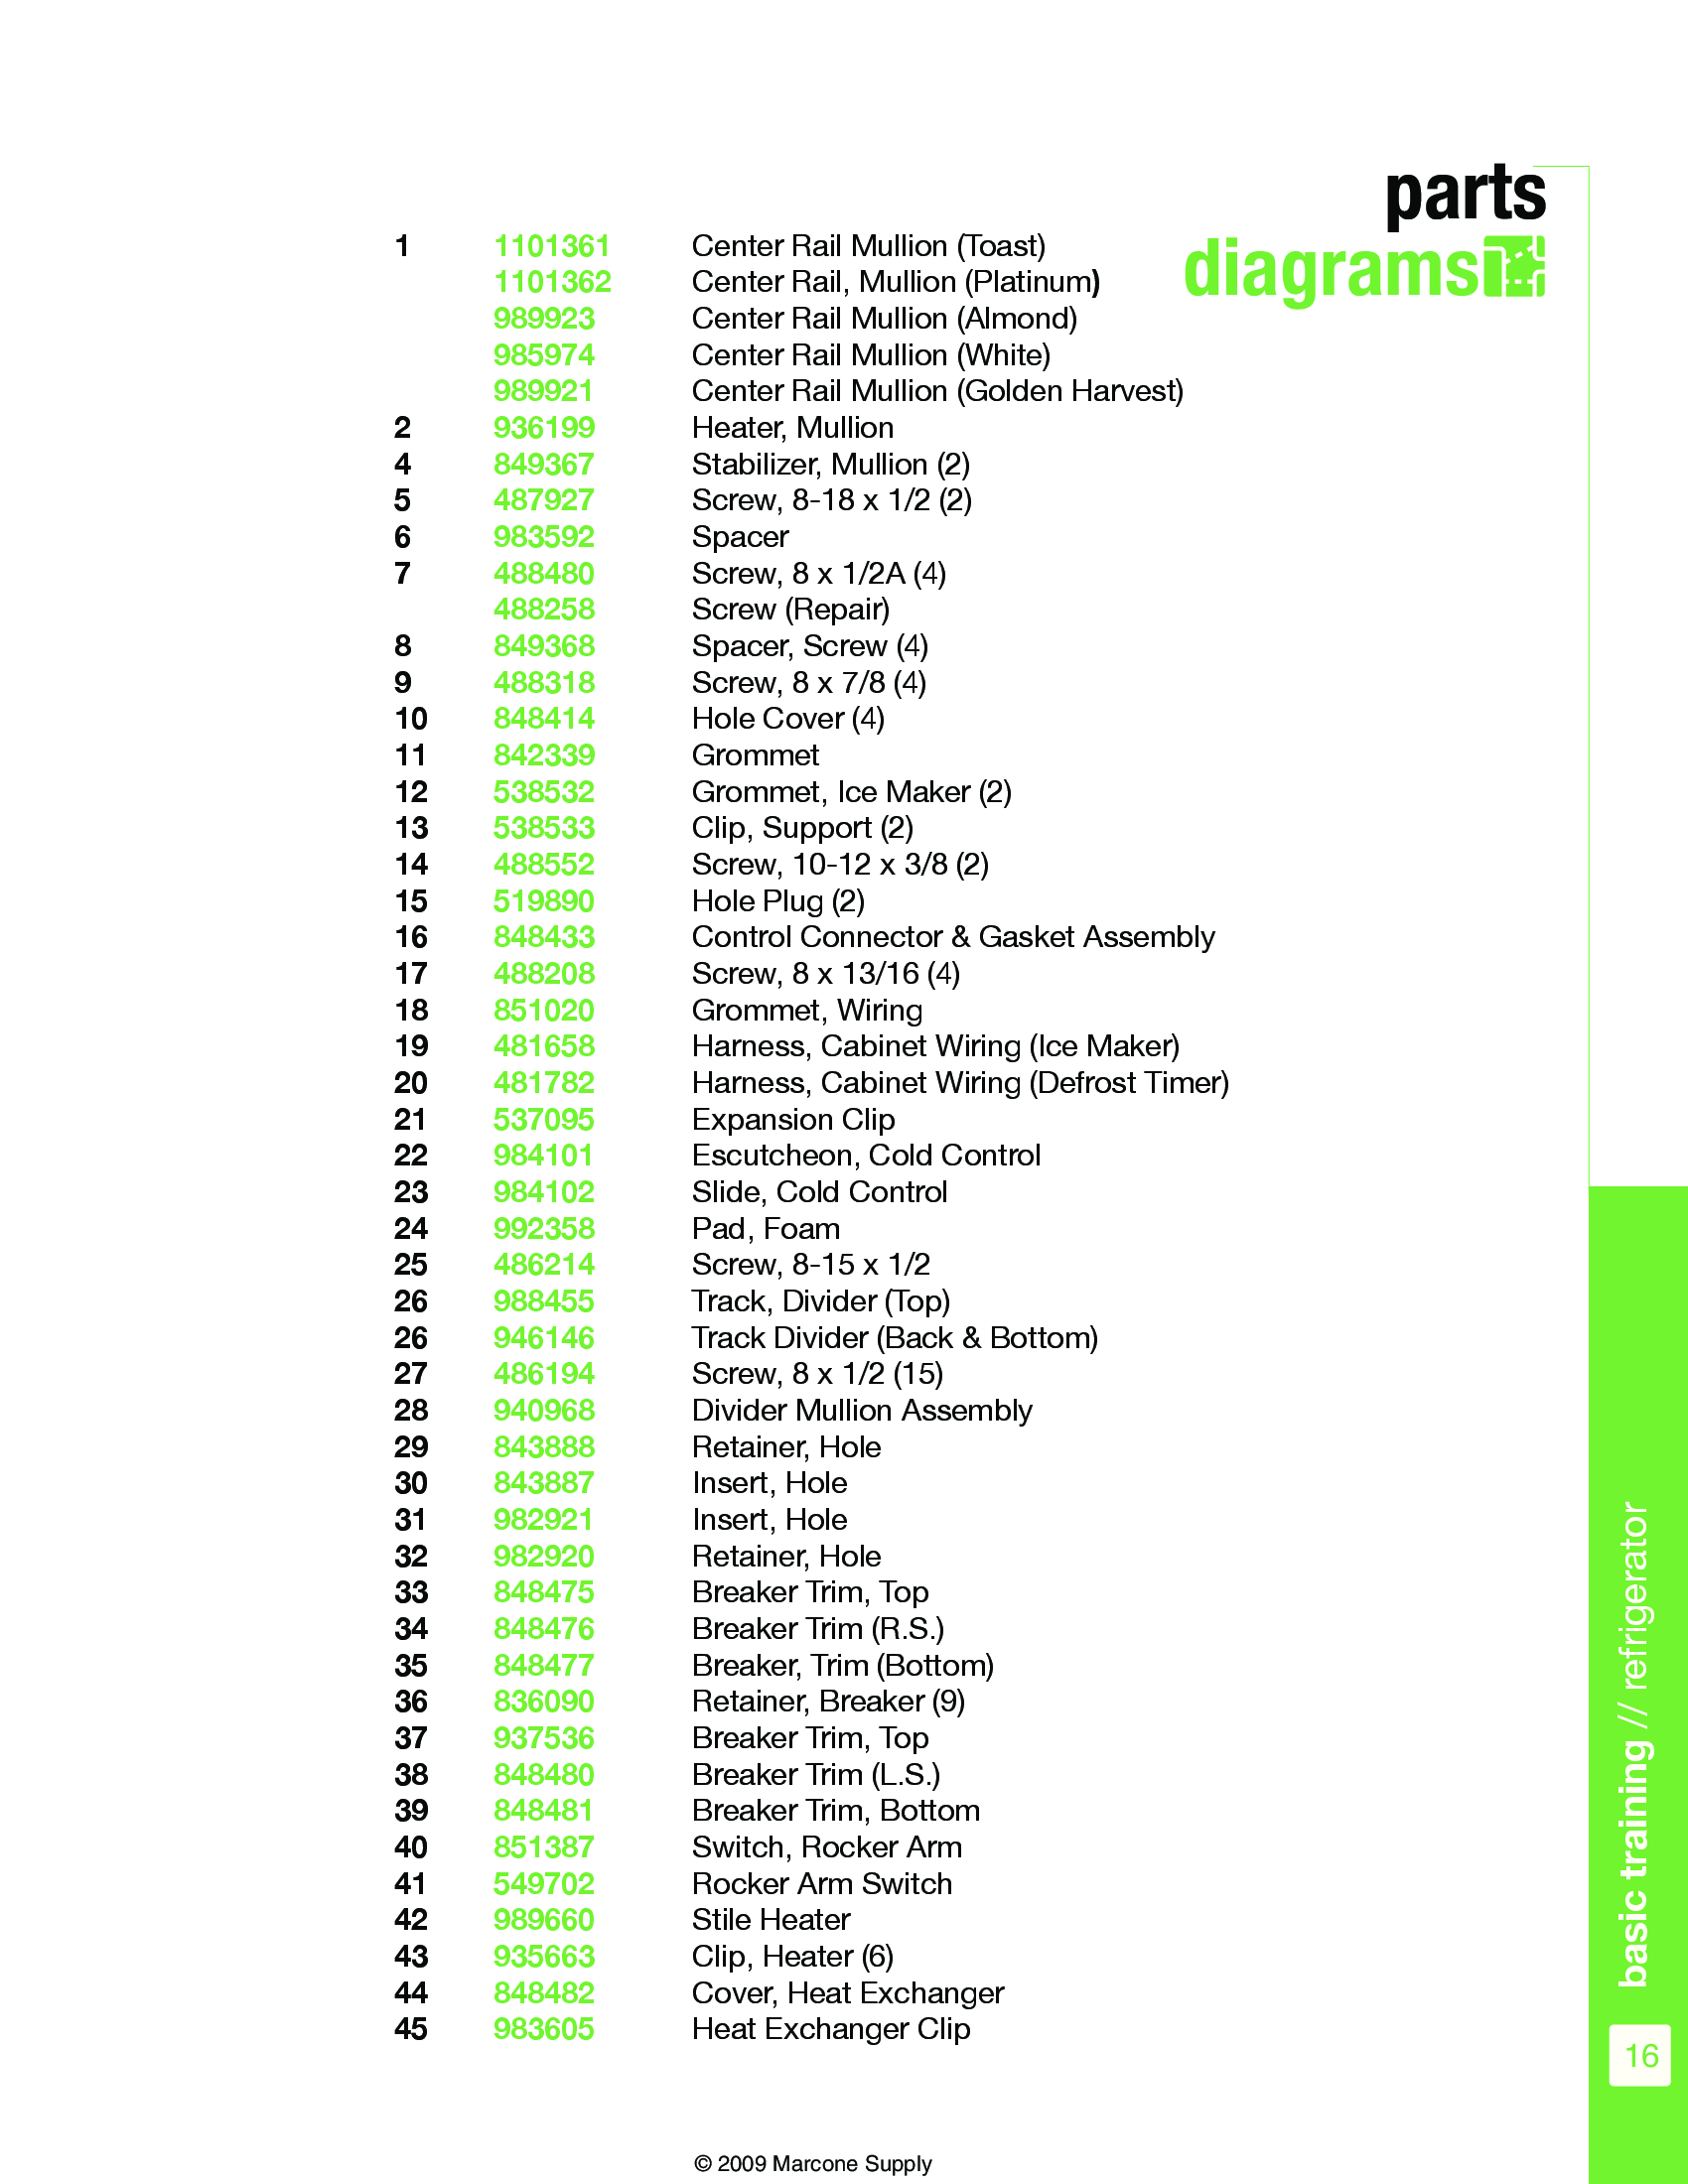 parts
diagrams
1 1101361 Center Rail Mullion (Toast)
1101362 Center Rail, Mullion (Platinum)
989923 Center Rail Mullion (Almond)
985974 Center Rail Mullion (White)
989921 Center Rail Mullion (Golden Harvest)
2 936199 Heater, Mullion
4 849367 Stabilizer, Mullion (2)
5 487927 Screw, 8-18 x 1/2 (2)
6 983592 Spacer
7 488480 Screw, 8 x 1/2A (4)
488258 Screw (Repair)
8 849368 Spacer, Screw (4)
9 488318 Screw, 8 x 7/8 (4)
10 848414 Hole Cover (4)
11 842339 Grommet
12 538532 Grommet, Ice Maker (2)
13 538533 Clip, Support (2)
14 488552 Screw, 10-12 x 3/8 (2)
15 519890 Hole Plug (2)
16 848433 Control Connector & Gasket Assembly
17 488208 Screw, 8 x 13/16 (4)
18 851020 Grommet, Wiring
19 481658 Harness, Cabinet Wiring (Ice Maker)
20 481782 Harness, Cabinet Wiring (Defrost Timer)
21 537095 Expansion Clip
22 984101 Escutcheon, Cold Control
23 984102 Slide, Cold Control
24 992358 Pad, Foam
25 486214 Screw, 8-15 x 1/2
26 988455 Track, Divider (Top)
26 946146 Track Divider (Back & Bottom)
27 486194 Screw, 8 x 1/2 (15)
28 940968 Divider Mullion Assembly
29 843888 Retainer, Hole
30 843887 Insert, Hole
31 982921 Insert, Hole
32 982920 Retainer, Hole
33 848475 Breaker Trim, Top
34 848476 Breaker Trim (R.S.)
35 848477 Breaker, Trim (Bottom)
36 836090 Retainer, Breaker (9)
37 937536 Breaker Trim, Top
38 848480 Breaker Trim (L.S.)
39 848481 Breaker Trim, Bottom
40 851387 Switch, Rocker Arm
41 549702 Rocker Arm Switch
42 989660 Stile Heater
43 935663 Clip, Heater (6)
44 848482 Cover, Heat Exchanger
45 983605 Heat Exchanger Clip
basic training // refrigerator
16
© 2009 Marcone Supply